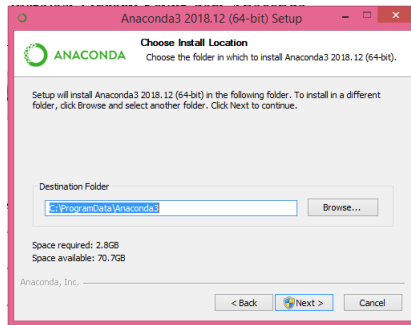 Anaconda3 2018.12 (64-bit) Setup
ANACONDA
Choose Install Location
Choose the folder in which to install Anaconda3 2018.12 (64-bit).
Setup will install Anaconda3 2018.12 (64-bit) in the following folder. To install in a different
folder, click Browse and select another folder. Click Next to continue.
Destination Folder
C:\ProgramData\Anaconda3
Browse...
Space required: 2.8GB
Space available: 70.7GB
Anaconda, Inc.
< Back
Next >
Cancel